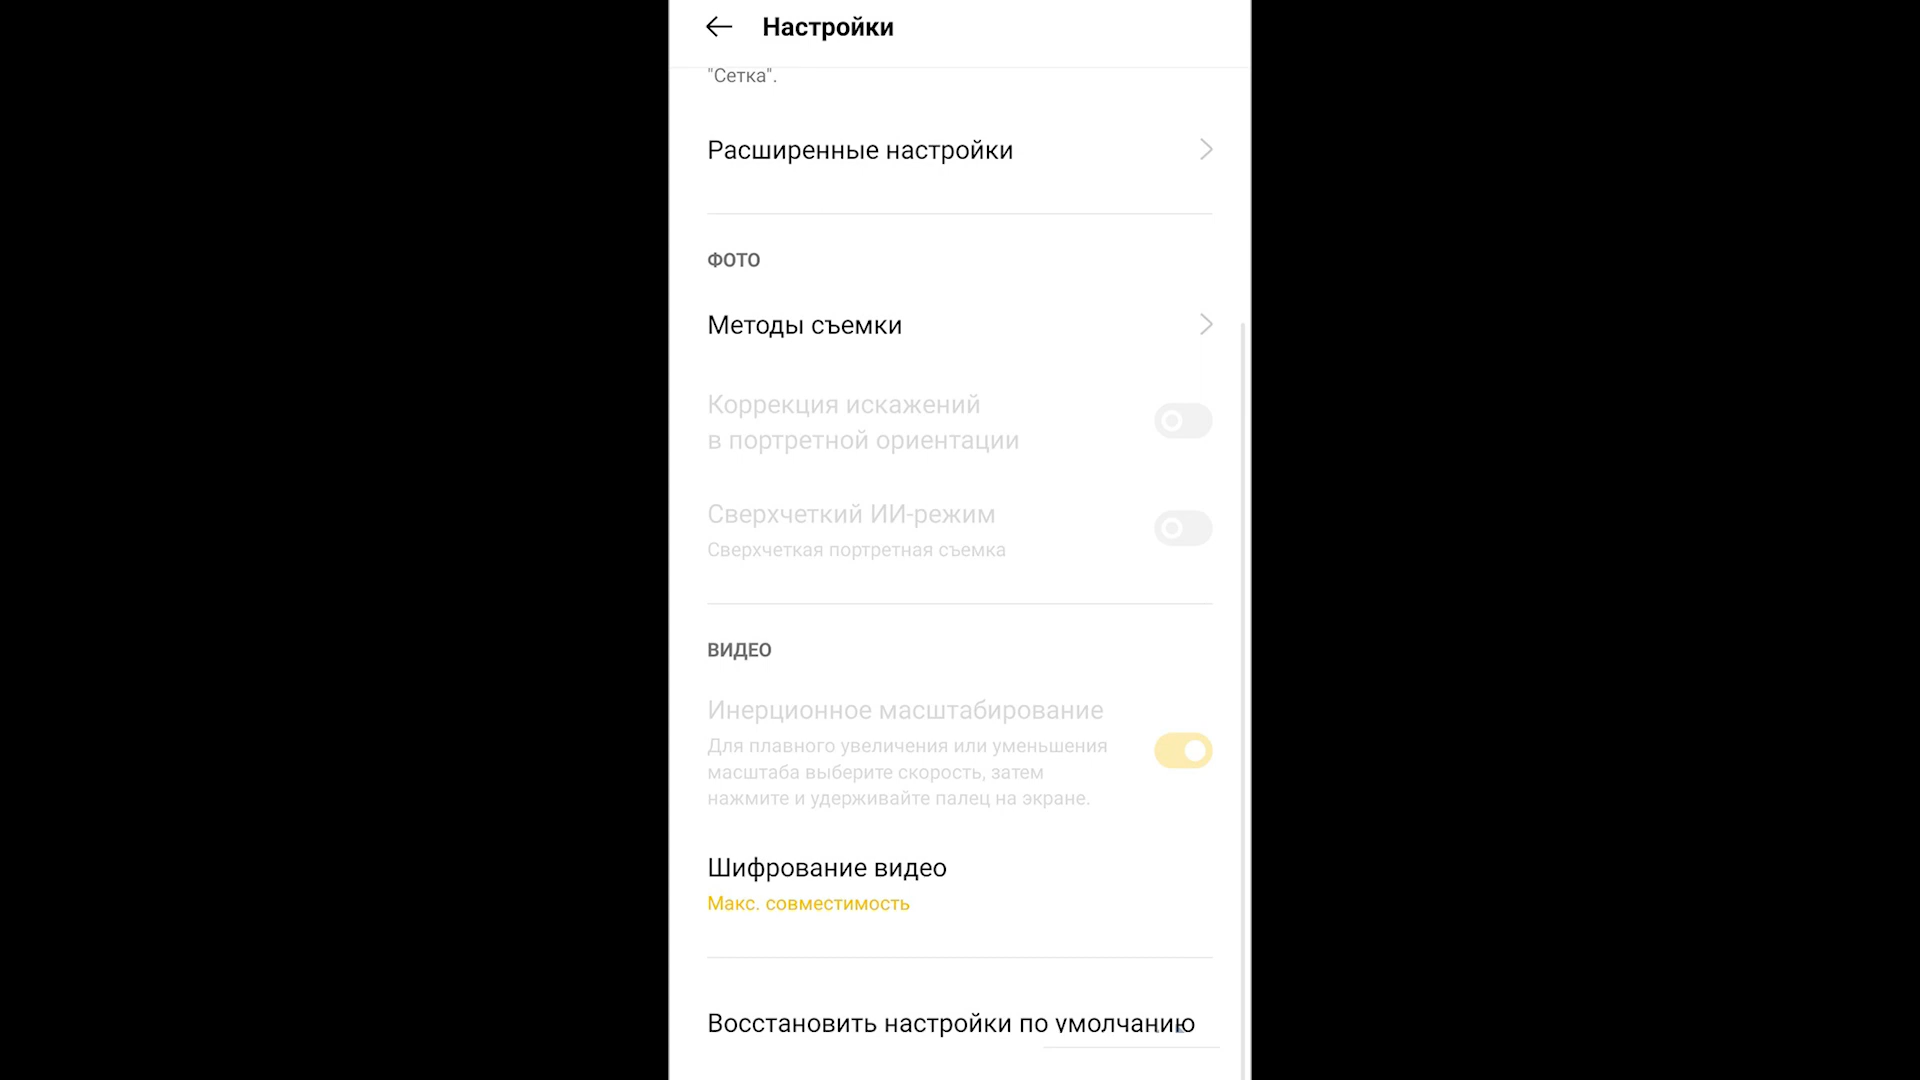 Настройки
"Сетка".
Расширенные настройки
ФОТО
Методы съемки
Коррекция искажений
в портретной ориентации
Сверхчеткий ИИ-режим
Сверхчеткая портретная съемка
ВИДЕО
Инерционное масштабирование
Для плавного увеличения или уменьшения
масштаба выберите скорость, затем
нажмите и удерживайте палец на экране.
Шифрование видео
Макс. совместимость
Восстановить настройки по умолчанию